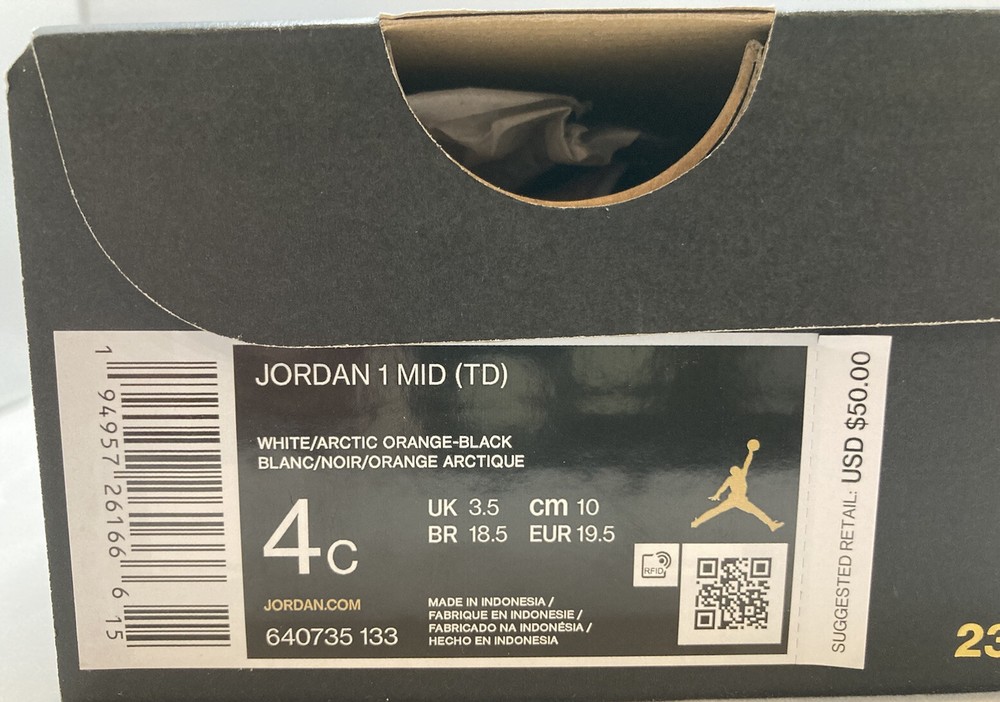 JORDAN 1 MID (TD)
WHITE/ARCTIC ORANGE-BLACK
BLANC/NOIR/ORANGE ARCTIQUE
4C
UK 3.5 cm 10
BR 18.5 EUR 19.5
RFID
JORDAN.COM
640735 133
MADE IN INDONESIA /
FABRIQUE EN INDONESIE /
FABRICADO NA INDONÉSIA /
HECHO EN INDONESIA
1 94957 26166 6 15
SUGGESTED RETAIL: USD $50.00
23